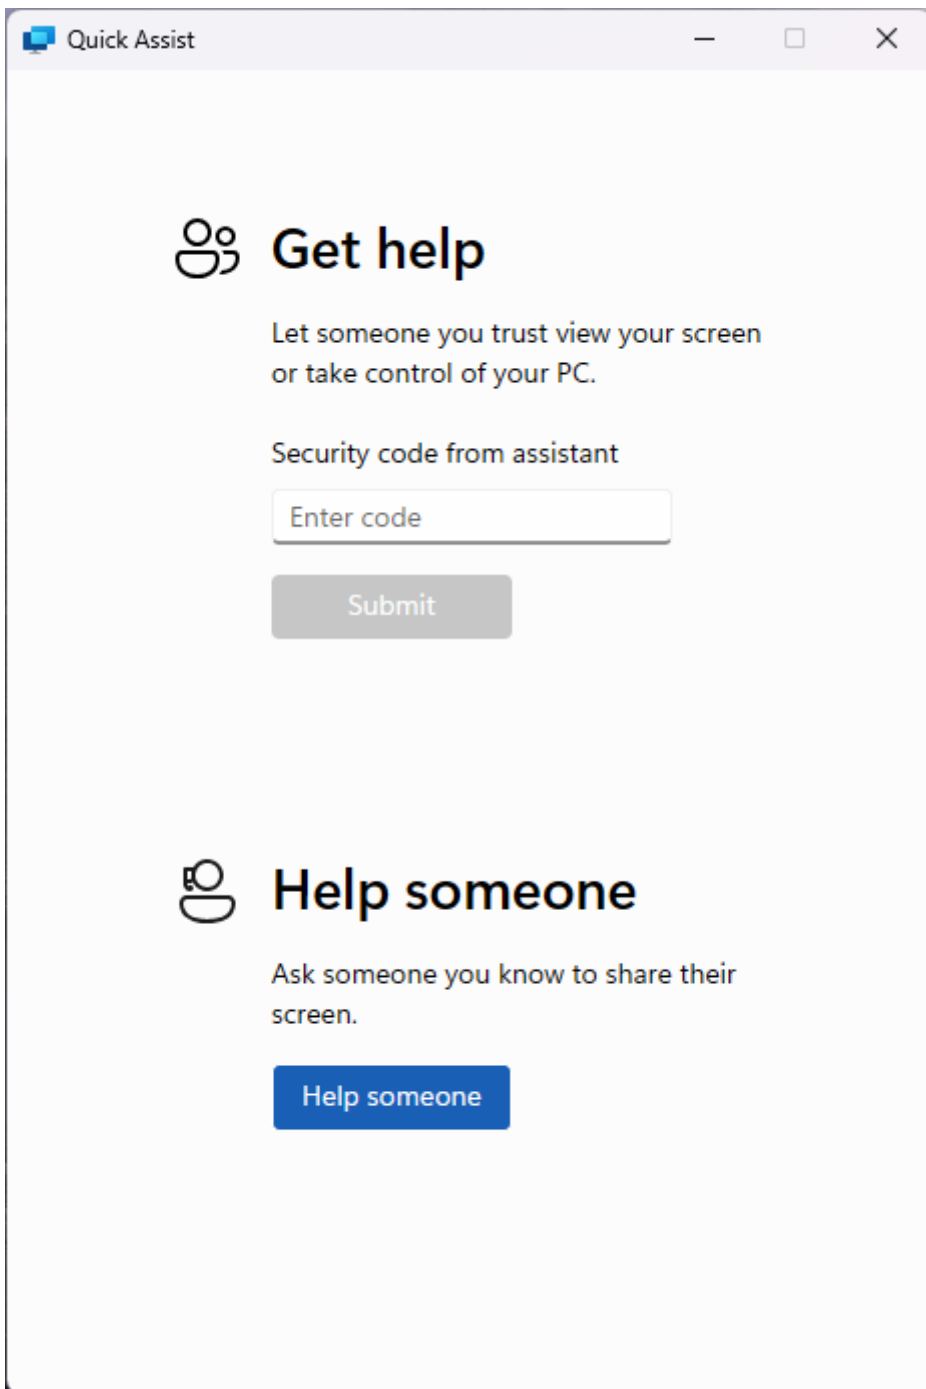 Quick Assist
Get help
Let someone you trust view your screen
or take control of your PC.
Security code from assistant
Enter code
Submit
Help someone
Ask someone you know to share their
screen.
Help someone